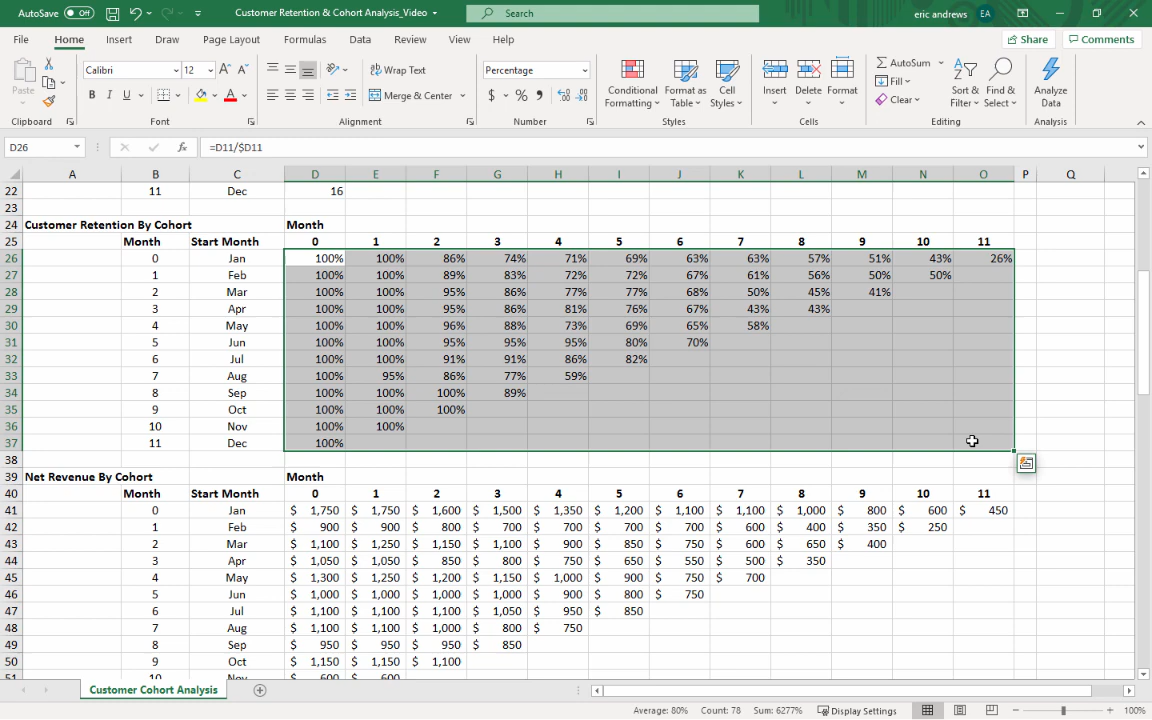 AutoSave Off Customer Retention & Cohort Analysis_Video Search eric andrews EA
File Home Insert Draw Page Layout Formulas Data Review View Help Share Comments
Paste Calibri 12 A A Wrap Text Percentage Conditional Formatting Format as Table Cell Styles Insert Delete Format AutoSum Sort & Filter Find & Select Analyze Data
B I U A Merge & Center $ % , Fill Clear
Clipboard Font Alignment Number Styles Cells Editing Analysis
D26 fx =D11/$D11
A B C D E F G H I J K L M N O P Q
22 11 Dec 16
23
24 Customer Retention By Cohort Month
25 Month Start Month 0 1 2 3 4 5 6 7 8 9 10 11
26 0 Jan 100% 100% 86% 74% 71% 69% 63% 63% 57% 51% 43% 26%
27 1 Feb 100% 100% 89% 83% 72% 72% 67% 61% 56% 50% 50%
28 2 Mar 100% 100% 95% 86% 77% 77% 68% 50% 45% 41%
29 3 Apr 100% 100% 95% 86% 81% 76% 67% 43% 43%
30 4 May 100% 100% 96% 88% 73% 69% 65% 58%
31 5 Jun 100% 100% 95% 95% 95% 80% 70%
32 6 Jul 100% 100% 91% 91% 86% 82%
33 7 Aug 100% 95% 86% 77% 59%
34 8 Sep 100% 100% 100% 89%
35 9 Oct 100% 100% 100%
36 10 Nov 100% 100%
37 11 Dec 100%
38
39 Net Revenue By Cohort Month
40 Month Start Month 0 1 2 3 4 5 6 7 8 9 10 11
41 0 Jan $ 1,750 $ 1,750 $ 1,600 $ 1,500 $ 1,350 $ 1,200 $ 1,100 $ 1,100 $ 1,000 $ 800 $ 600 $ 450
42 1 Feb $ 900 $ 900 $ 800 $ 700 $ 700 $ 700 $ 700 $ 600 $ 400 $ 350 $ 250
43 2 Mar $ 1,100 $ 1,250 $ 1,150 $ 1,100 $ 900 $ 850 $ 750 $ 600 $ 650 $ 400
44 3 Apr $ 1,050 $ 1,050 $ 850 $ 800 $ 750 $ 650 $ 550 $ 500 $ 350
45 4 May $ 1,300 $ 1,250 $ 1,200 $ 1,150 $ 1,000 $ 900 $ 750 $ 700
46 5 Jun $ 1,000 $ 1,000 $ 1,000 $ 1,000 $ 900 $ 800 $ 750
47 6 Jul $ 1,100 $ 1,100 $ 1,100 $ 1,050 $ 950 $ 850
48 7 Aug $ 1,100 $ 1,100 $ 1,000 $ 800 $ 750
49 8 Sep $ 950 $ 950 $ 950 $ 850
50 9 Oct $ 1,150 $ 1,150 $ 1,100
51 10 Nov $ 600 $ 600
Customer Cohort Analysis
Average: 80% Count: 78 Sum: 6277% Display Settings 100%